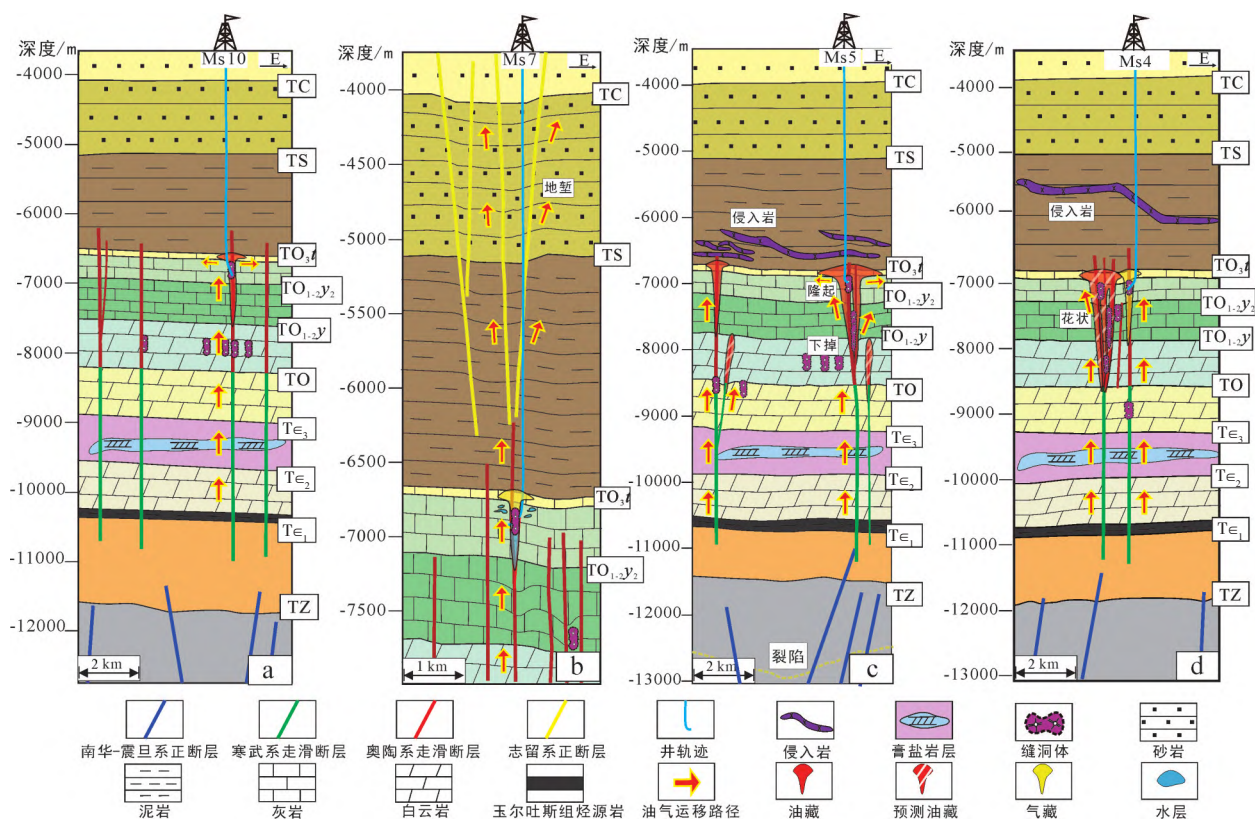 深度/m
Ms10
E
-4000
-5000
-6000
-7000
-8000
-9000
-10000
-11000
-12000
TC
TS
TO₃t
TO₁₋₂y₂
TO₁₋₂y
TO
T∈₃
T∈₂
T∈₁
TZ
2 km
a
深度/m
Ms7
-4000
-4500
-5000
-5500
-6000
-6500
-7000
-7500
地堑
TC
TS
TO₃t
TO₁₋₂y₂
1 km
b
深度/m
Ms5
E
-4000
-5000
-6000
-7000
-8000
-9000
-10000
-11000
-12000
-13000
侵入岩
隆起
下掉
裂陷
TC
TS
TO₃t
TO₁₋₂y₂
TO₁₋₂y
TO
T∈₃
T∈₂
T∈₁
TZ
2 km
c
深度/m
Ms4
E
-4000
-5000
-6000
-7000
-8000
-9000
-10000
-11000
-12000
-13000
侵入岩
花状
TC
TS
TO₃t
TO₁₋₂y₂
TO₁₋₂y
TO
T∈₃
T∈₂
T∈₁
TZ
2 km
d
南华-震旦系正断层
寒武系走滑断层
奥陶系走滑断层
志留系正断层
井轨迹
侵入岩
膏盐岩层
缝洞体
砂岩
泥岩
灰岩
白云岩
玉尔吐斯组烃源岩
油气运移路径
油藏
预测油藏
气藏
水层